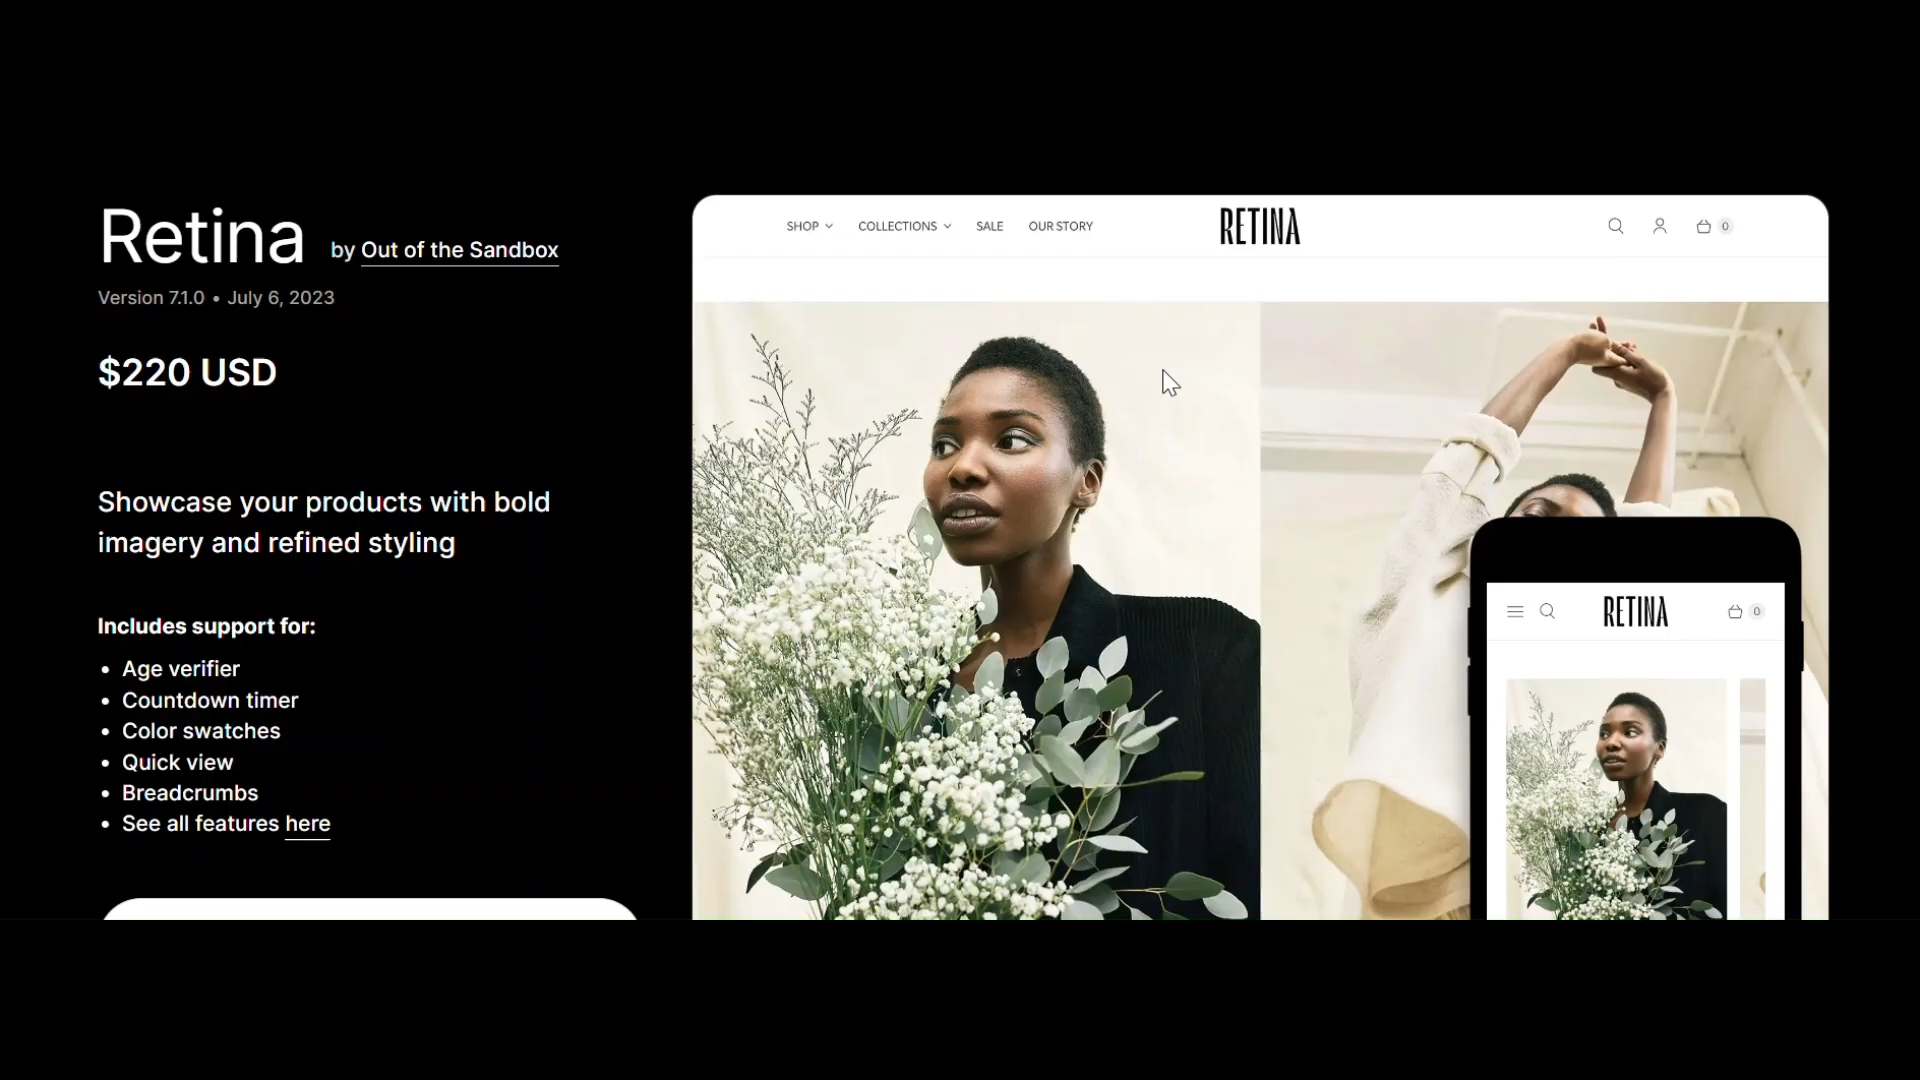 Retina by Out of the Sandbox
Version 7.1.0 • July 6, 2023
$220 USD
Showcase your products with bold
imagery and refined styling
Includes support for:
• Age verifier
• Countdown timer
• Color swatches
• Quick view
• Breadcrumbs
• See all features here
SHOP COLLECTIONS SALE OUR STORY RETINA 0
RETINA 0